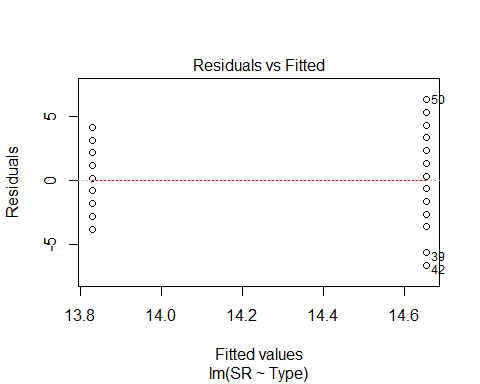 Residuals vs Fitted
50
39
42
5
0
-5
Residuals
13.8 14.0 14.2 14.4 14.6
Fitted values
lm(SR ~ Type)